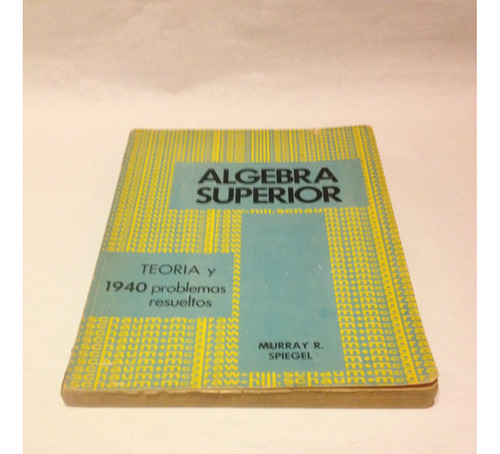 ALGEBRA
SUPERIOR
TEORIA y
1940 problemas
resueltos
MURRAY R.
SPIEGEL